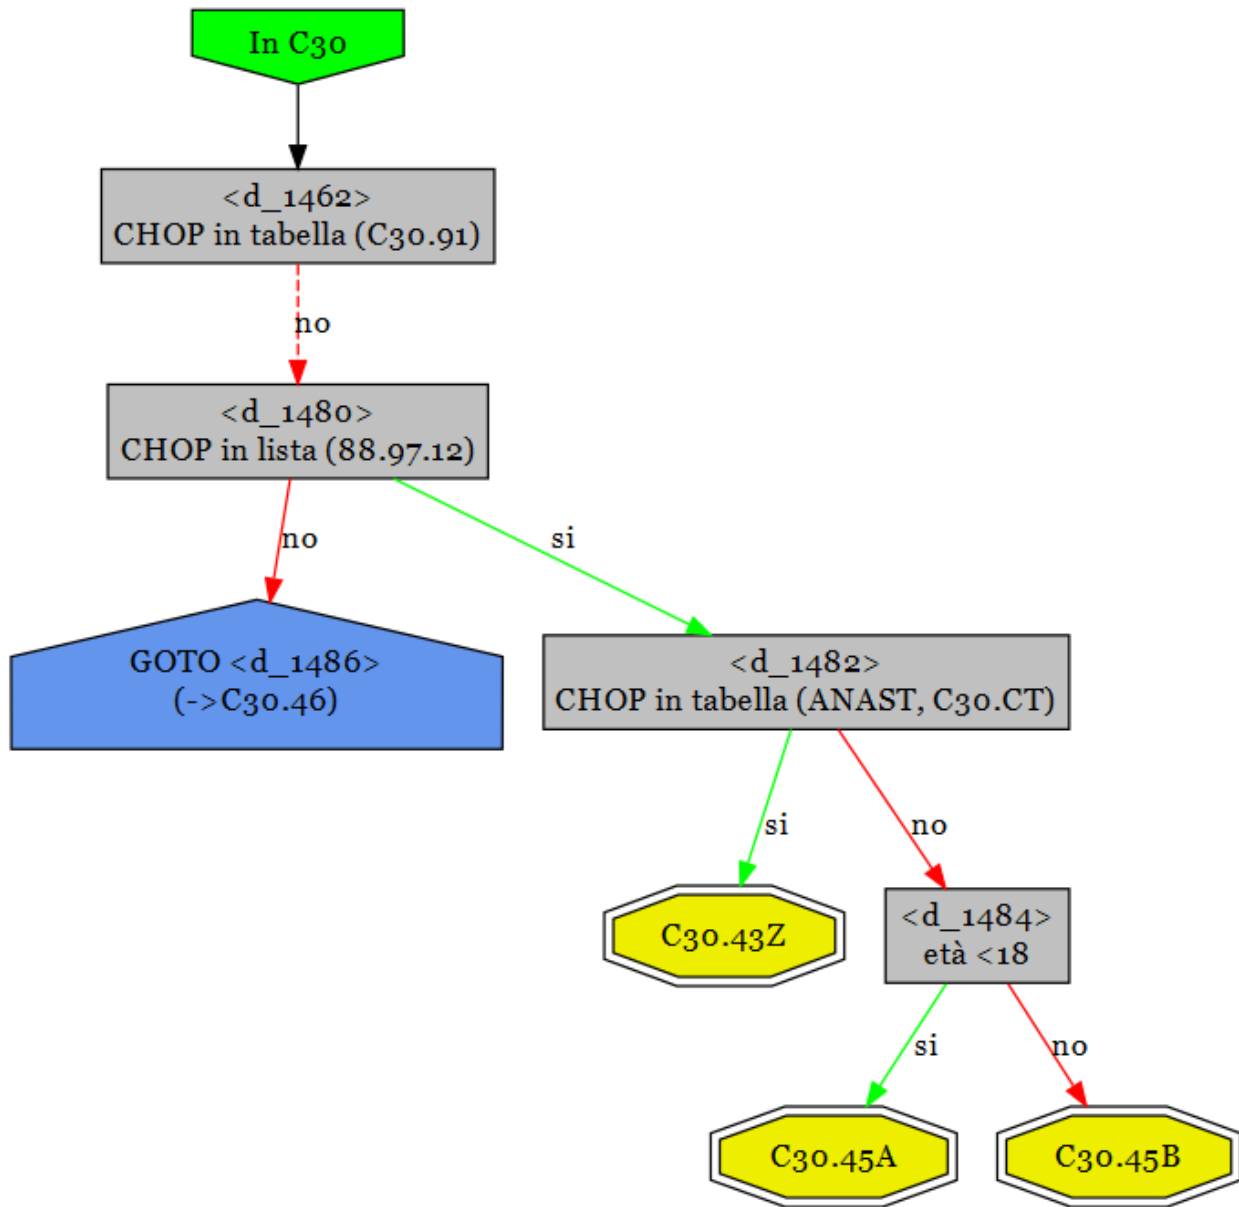 In C30
<d_1462>
CHOP in tabella (C30.91)
no
<d_1480>
CHOP in lista (88.97.12)
no
si
GOTO <d_1486>
(->C30.46)
<d_1482>
CHOP in tabella (ANAST, C30.CT)
si
no
C30.43Z
<d_1484>
età <18
si
no
C30.45A
C30.45B